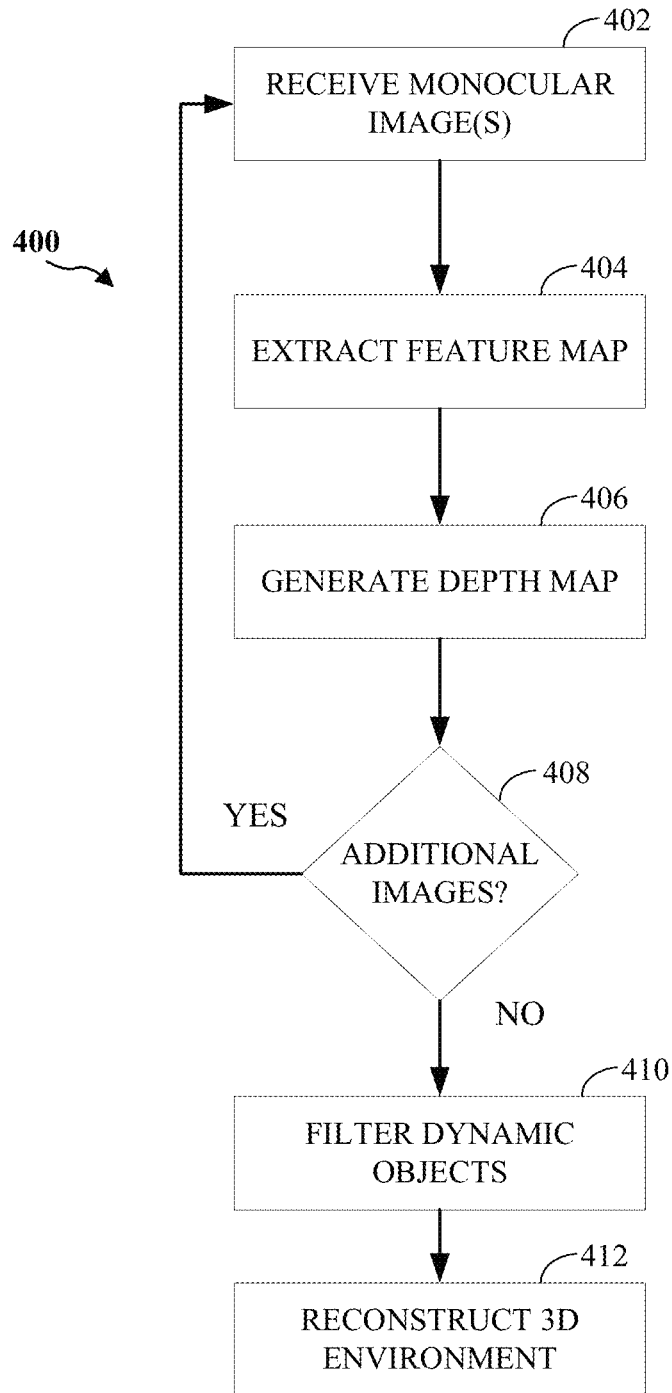 402
RECEIVE MONOCULAR
IMAGE(S)
400
404
EXTRACT FEATURE MAP
406
GENERATE DEPTH MAP
408
YES
ADDITIONAL
IMAGES?
NO
410
FILTER DYNAMIC
OBJECTS
412
RECONSTRUCT 3D
ENVIRONMENT